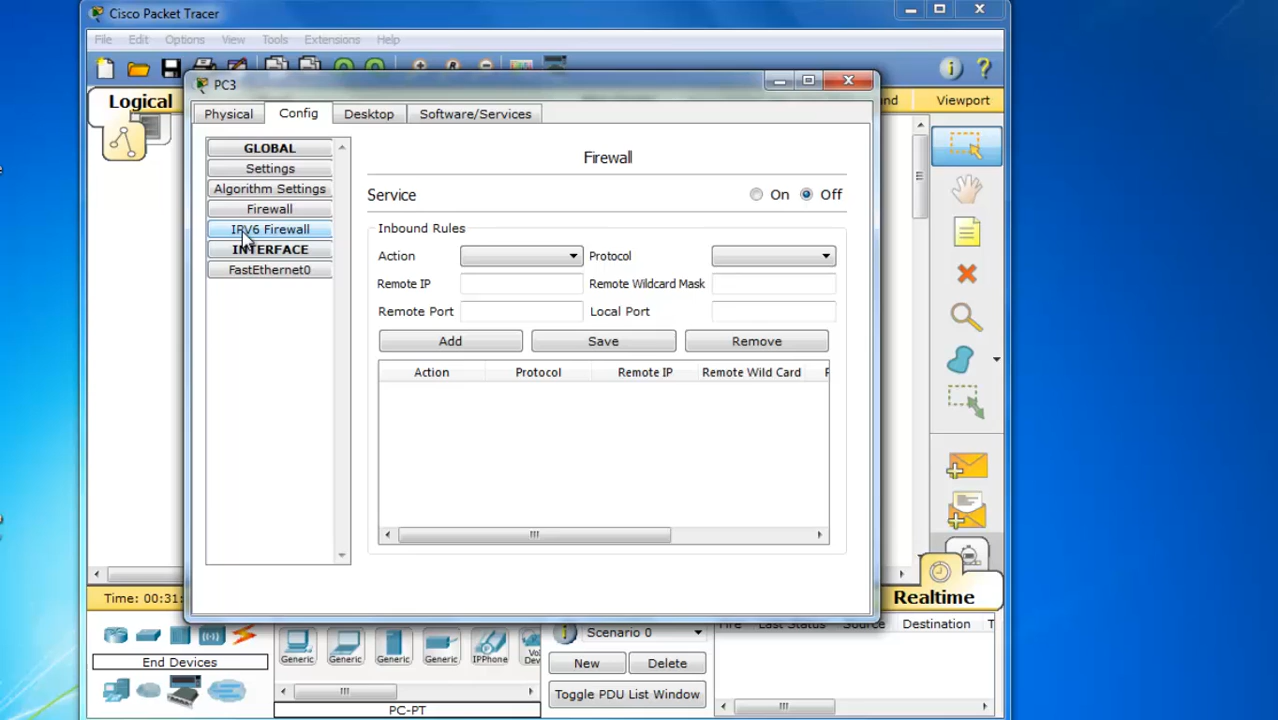 Cisco Packet Tracer
File Edit Options View Tools Extensions Help
PC3
Logical
Viewport
Physical Config Desktop Software/Services
GLOBAL
Settings
Algorithm Settings
Firewall
IPV6 Firewall
INTERFACE
FastEthernet0
Firewall
Service On Off
Inbound Rules
Action Protocol
Remote IP Remote Wildcard Mask
Remote Port Local Port
Add Save Remove
Action Protocol Remote IP Remote Wild Card
Time: 00:31:
Realtime
End Devices
Generic Generic Generic Generic IPPhone
PC-PT
Scenario 0
New Delete
Toggle PDU List Window
Fire Last Status Source Destination